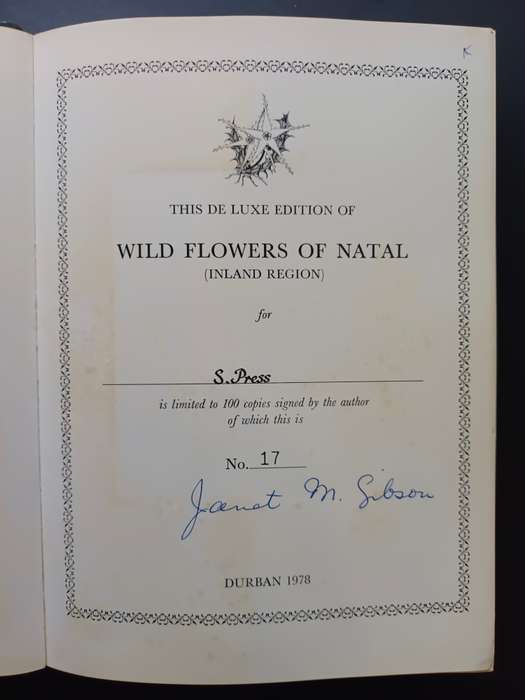 K
THIS DE LUXE EDITION OF
WILD FLOWERS OF NATAL
(INLAND REGION)
for
S. Press
is limited to 100 copies signed by the author
of which this is
No. 17
Janet M. Gibson
DURBAN 1978